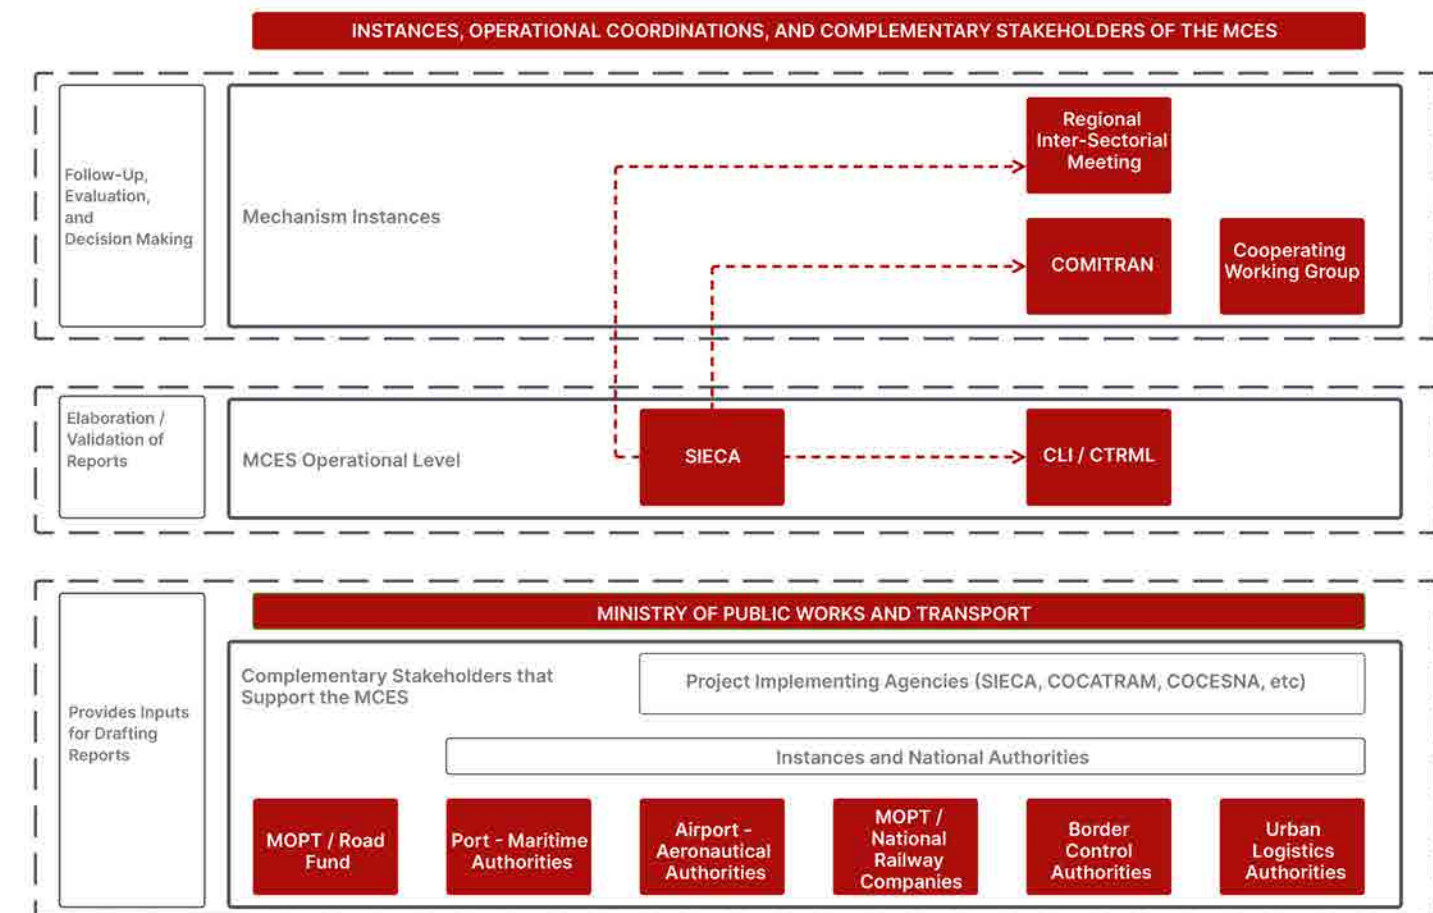 INSTANCES, OPERATIONAL COORDINATIONS, AND COMPLEMENTARY STAKEHOLDERS OF THE MCES
Follow-Up,
Evaluation,
and
Decision Making
Mechanism Instances
Regional
Inter-Sectorial
Meeting
COMITRAN
Cooperating
Working Group
Elaboration /
Validation of
Reports
MCES Operational Level
SIECA
CLI / CTRML
Provides Inputs
for Drafting
Reports
MINISTRY OF PUBLIC WORKS AND TRANSPORT
Complementary Stakeholders that
Support the MCES
Project Implementing Agencies (SIECA, COCATRAM, COCESNA, etc)
Instances and National Authorities
MOPT / Road
Fund
Port - Maritime
Authorities
Airport -
Aeronautical
Authorities
MOPT /
National
Railway
Companies
Border
Control
Authorities
Urban
Logistics
Authorities